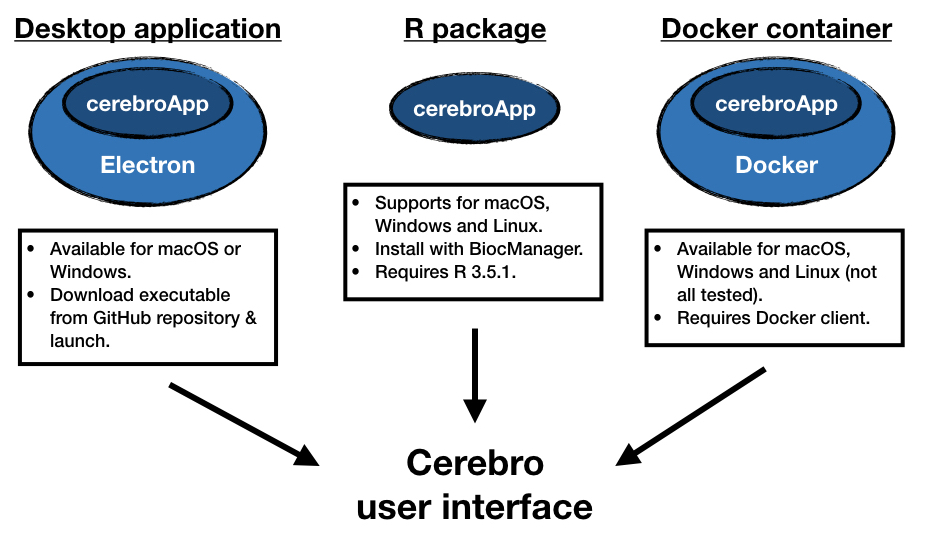 Desktop application
cerebroApp
Electron
• Available for macOS or
Windows.
• Download executable
from GitHub repository &
launch.
R package
cerebroApp
• Supports for macOS,
Windows and Linux.
• Install with BiocManager.
• Requires R 3.5.1.
Docker container
cerebroApp
Docker
• Available for macOS,
Windows and Linux (not
all tested).
• Requires Docker client.
Cerebro
user interface